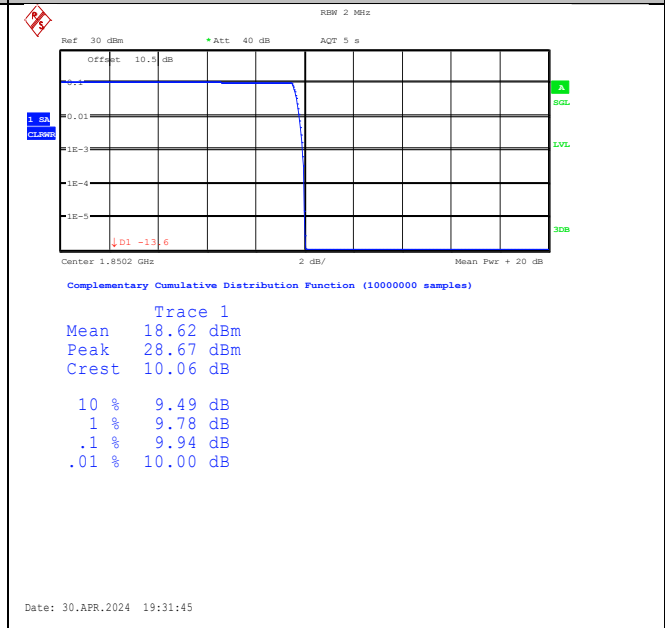 R S
RBW 2 MHz
Ref 30 dBm * Att 40 dB AQT 5 s
Offset 10.5 dB
0.1
A
SGL
0.01
1 SA
CLRWR
LVL
1E-3
1E-4
1E-5
3DB
↓D1 -13.6
Center 1.8502 GHz 2 dB/ Mean Pwr + 20 dB
Complementary Cumulative Distribution Function (10000000 samples)
Trace 1
Mean 18.62 dBm
Peak 28.67 dBm
Crest 10.06 dB
10 % 9.49 dB
1 % 9.78 dB
.1 % 9.94 dB
.01 % 10.00 dB
Date: 30.APR.2024 19:31:45